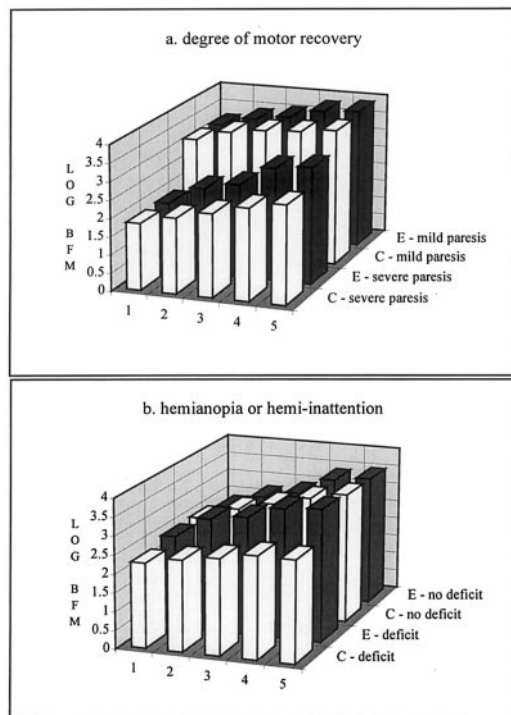 a. degree of motor recovery
4
3.5
3
2.5
2
1.5
1
0.5
0
L
O
G
B
F
M
1
2
3
4
5
E - mild paresis
C - mild paresis
E - severe paresis
C - severe paresis
b. hemianopia or hemi-inattention
4
3.5
3
2.5
2
1.5
1
0.5
0
L
O
G
B
F
M
1
2
3
4
5
E - no deficit
C - no deficit
E - deficit
C - deficit